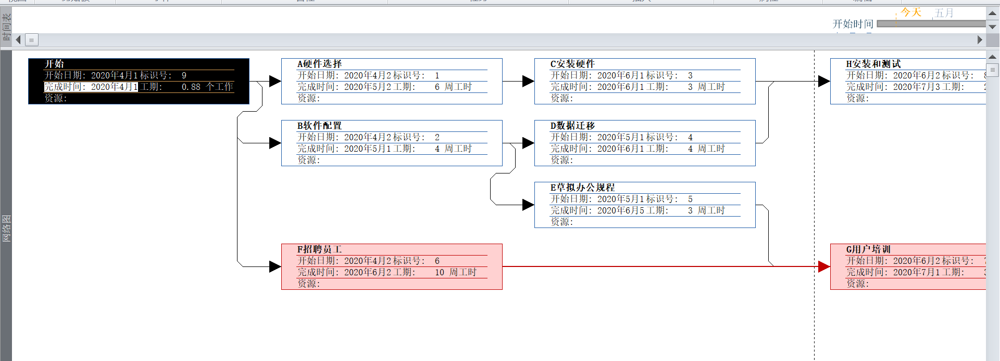 今天 五月
开始时间
时间表
网络图
开始
开始日期: 2020年4月1 标识号: 9
完成时间: 2020年4月1 工期: 0.88 个工作
资源:
A硬件选择
开始日期: 2020年4月2 标识号: 1
完成时间: 2020年5月2 工期: 6 周工时
资源:
C安装硬件
开始日期: 2020年6月1 标识号: 3
完成时间: 2020年6月1 工期: 3 周工时
资源:
H安装和测试
开始日期: 2020年6月2 标识号:
完成时间: 2020年7月3 工期:
资源:
B软件配置
开始日期: 2020年4月2 标识号: 2
完成时间: 2020年5月1 工期: 4 周工时
资源:
D数据迁移
开始日期: 2020年5月1 标识号: 4
完成时间: 2020年6月1 工期: 4 周工时
资源:
E草拟办公规程
开始日期: 2020年5月1 标识号: 5
完成时间: 2020年6月5 工期: 3 周工时
资源:
F招聘员工
开始日期: 2020年4月2 标识号: 6
完成时间: 2020年6月2 工期: 10 周工时
资源:
G用户培训
开始日期: 2020年6月2 标识号:
完成时间: 2020年7月1 工期:
资源: